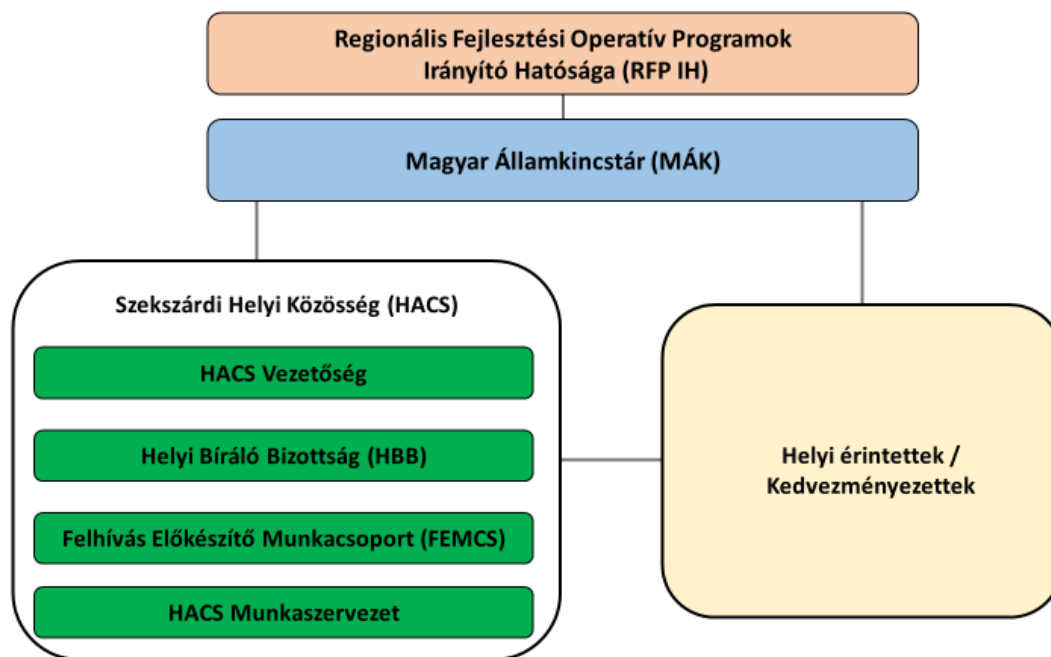 Regionális Fejlesztési Operatív Programok
Irányító Hatósága (RFP IH)
Magyar Államkincstár (MÁK)
Szekszárdi Helyi Közösség (HACS)
HACS Vezetőség
Helyi Bíráló Bizottság (HBB)
Felhívás Előkészítő Munkacsoport (FEMCS)
HACS Munkaszervezet
Helyi érintettek /
Kedvezményezettek